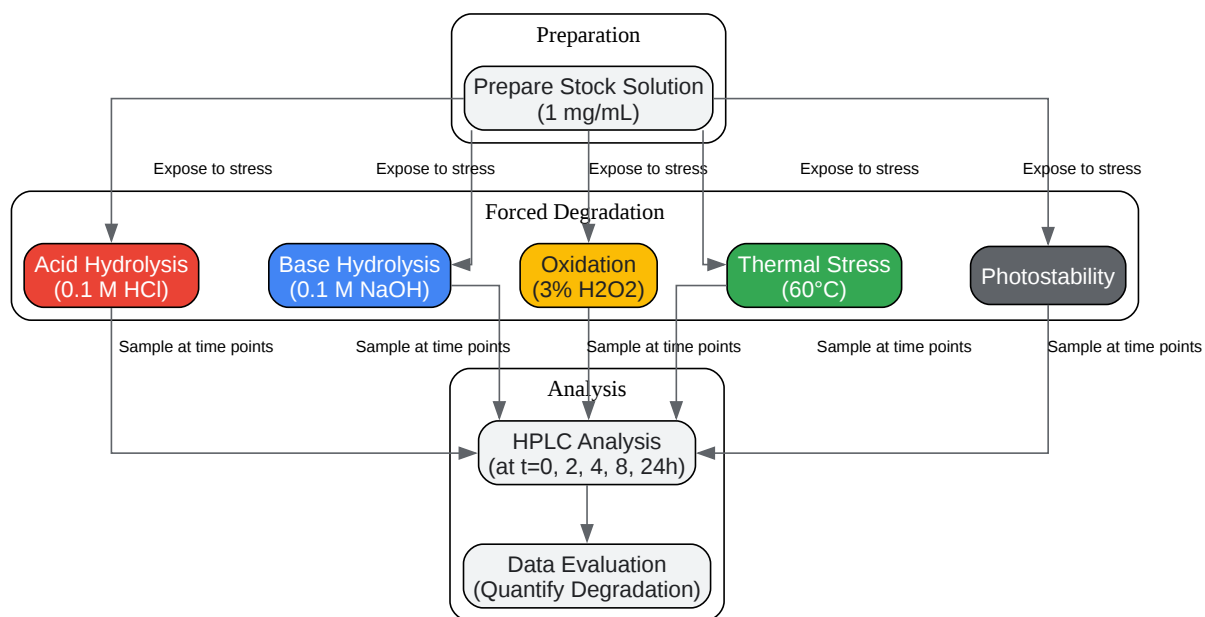 Preparation
Prepare Stock Solution
(1 mg/mL)
Expose to stress
Expose to stress
Expose to stress
Expose to stress
Expose to stress
Forced Degradation
Acid Hydrolysis
(0.1 M HCl)
Base Hydrolysis
(0.1 M NaOH)
Oxidation
(3% H2O2)
Thermal Stress
(60°C)
Photostability
Sample at time points
Sample at time points
Sample at time points
Sample at time points
Sample at time points
Analysis
HPLC Analysis
(at t=0, 2, 4, 8, 24h)
Data Evaluation
(Quantify Degradation)